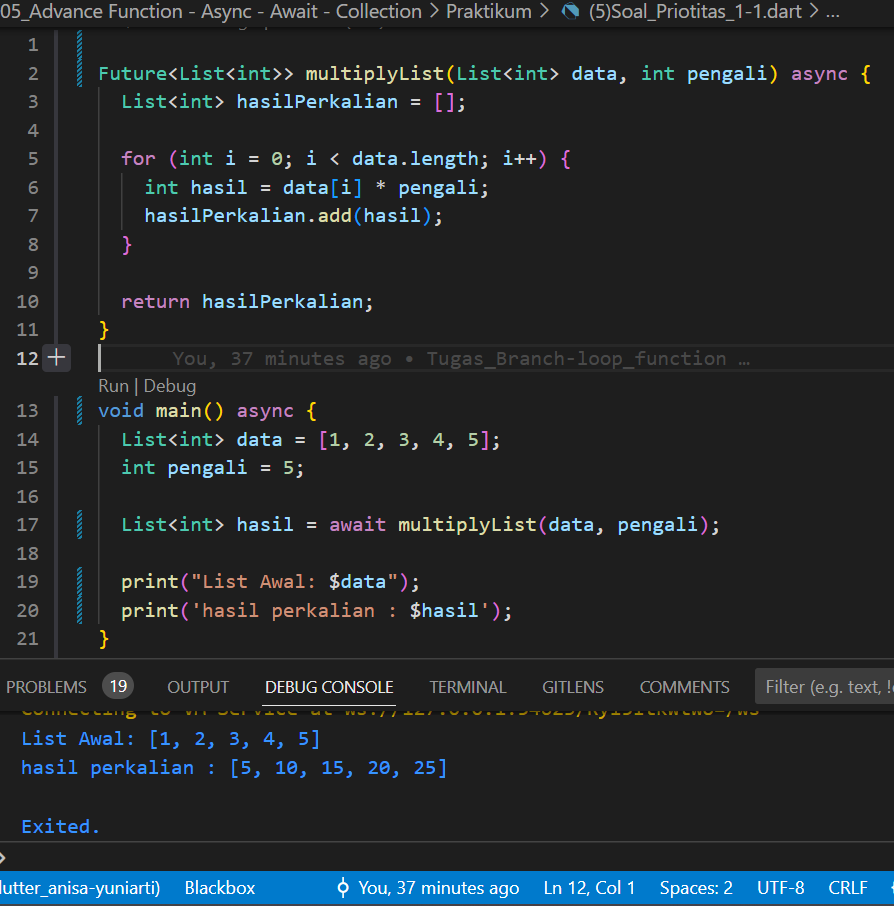 05_Advance Function - Async - Await - Collection > Praktikum > (5)Soal_Priotitas_1-1.dart > ...
1
2 Future<List<int>> multiplyList(List<int> data, int pengali) async {
3 List<int> hasilPerkalian = [];
4
5 for (int i = 0; i < data.length; i++) {
6 int hasil = data[i] * pengali;
7 hasilPerkalian.add(hasil);
8 }
9
10 return hasilPerkalian;
11 }
12 You, 37 minutes ago • Tugas_Branch-loop_function …
Run | Debug
13 void main() async {
14 List<int> data = [1, 2, 3, 4, 5];
15 int pengali = 5;
16
17 List<int> hasil = await multiplyList(data, pengali);
18
19 print("List Awal: $data");
20 print('hasil perkalian : $hasil');
21 }
PROBLEMS 19 OUTPUT DEBUG CONSOLE TERMINAL GITLENS COMMENTS Filter (e.g. text, !e
Connecting to VM Service at
List Awal: [1, 2, 3, 4, 5]
hasil perkalian : [5, 10, 15, 20, 25]
Exited.
lutter_anisa-yuniarti) Blackbox You, 37 minutes ago Ln 12, Col 1 Spaces: 2 UTF-8 CRLF